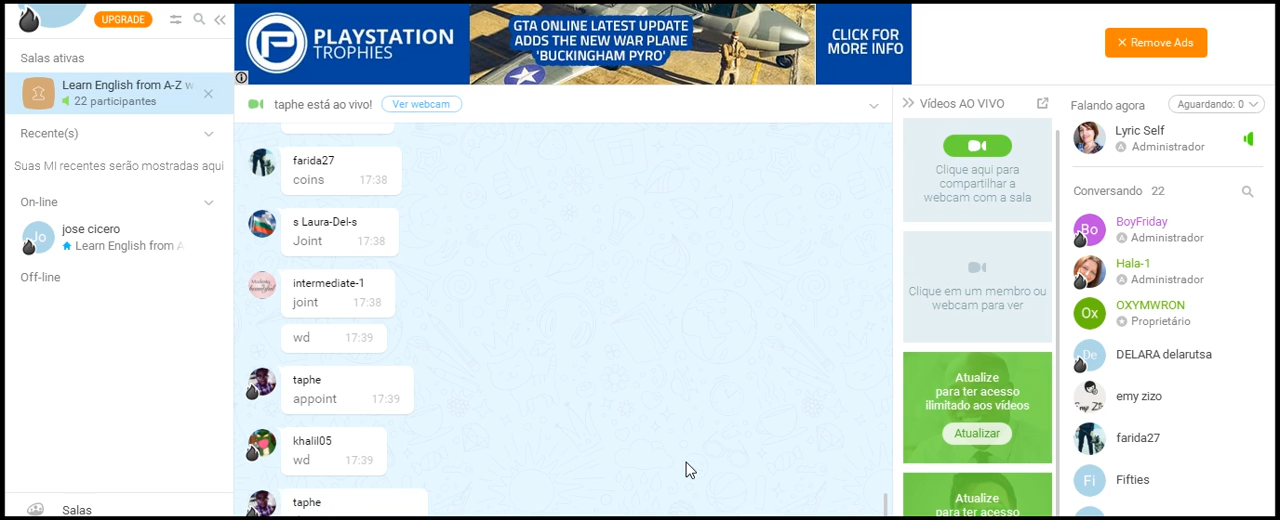 UPGRADE
Salas ativas
Learn English from A-Z w
22 participantes
Recente(s)
Suas MI recentes serão mostradas aqui
On-line
Jo
jose cicero
Learn English from A
Off-line
Salas
PLAYSTATION
TROPHIES
GTA ONLINE LATEST UPDATE
ADDS THE NEW WAR PLANE
'BUCKINGHAM PYRO'
CLICK FOR
MORE INFO
× Remove Ads
taphe está ao vivo! Ver webcam
farida27
coins 17:38
s Laura-Del-s
Joint 17:38
intermediate-1
joint 17:38
wd 17:39
taphe
appoint 17:39
khalil05
wd 17:39
taphe
Vídeos AO VIVO
Clique aqui para
compartilhar a
webcam com a sala
Clique em um membro ou
webcam para ver
Atualize
para ter acesso
ilimitado aos vídeos
Atualizar
Atualize
para ter acesso
Falando agora Aguardando: 0
Lyric Self
Administrador
Conversando 22
Bo
BoyFriday
Administrador
Hala-1
Administrador
Ox
OXYMWRON
Proprietário
De
DELARA delarutsa
emy zizo
farida27
Fi
Fifties